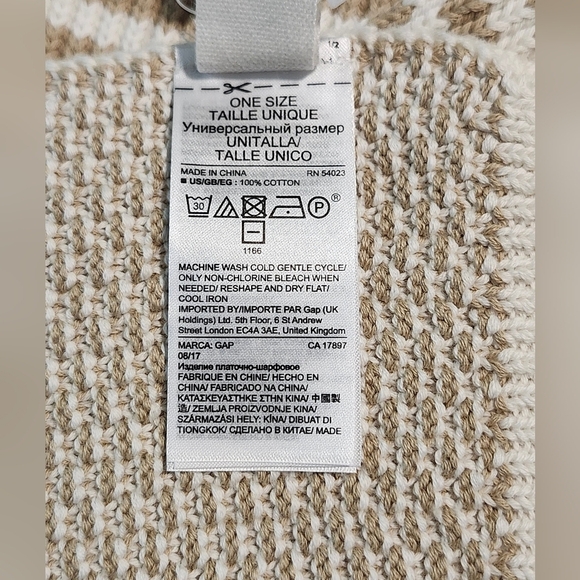 1/2
ONE SIZE
TAILLE UNIQUE
Универсальный размер
UNITALLA/
TALLE UNICO
MADE IN CHINA RN 54023
■ US/GB/EG : 100% COTTON
30 P ®
1166
MACHINE WASH COLD GENTLE CYCLE/
ONLY NON-CHLORINE BLEACH WHEN
NEEDED/ RESHAPE AND DRY FLAT/
COOL IRON
IMPORTED BY/IMPORTE PAR Gap (UK
Holdings) Ltd. 5th Floor, 6 St Andrew
Street London EC4A 3AE, United Kingdom
MARCA: GAP CA 17897
08/17
Изделие платочно-шарфовое
FABRIQUE EN CHINE/ HECHO EN
CHINA/ FABRICADO NA CHINA/
ΚΑΤΑΣΚΕΥΑΣΤΗΚΕ ΣΤΗΝ ΚΙΝΑ/ 中國製
造/ ZEMLJA PROIZVODNJE KINA/
SZÁRMAZÁSI HELY: KÍNA/ DIBUAT DI
TIONGKOK/ СДЕЛАНО В КИТАЕ/ MADE